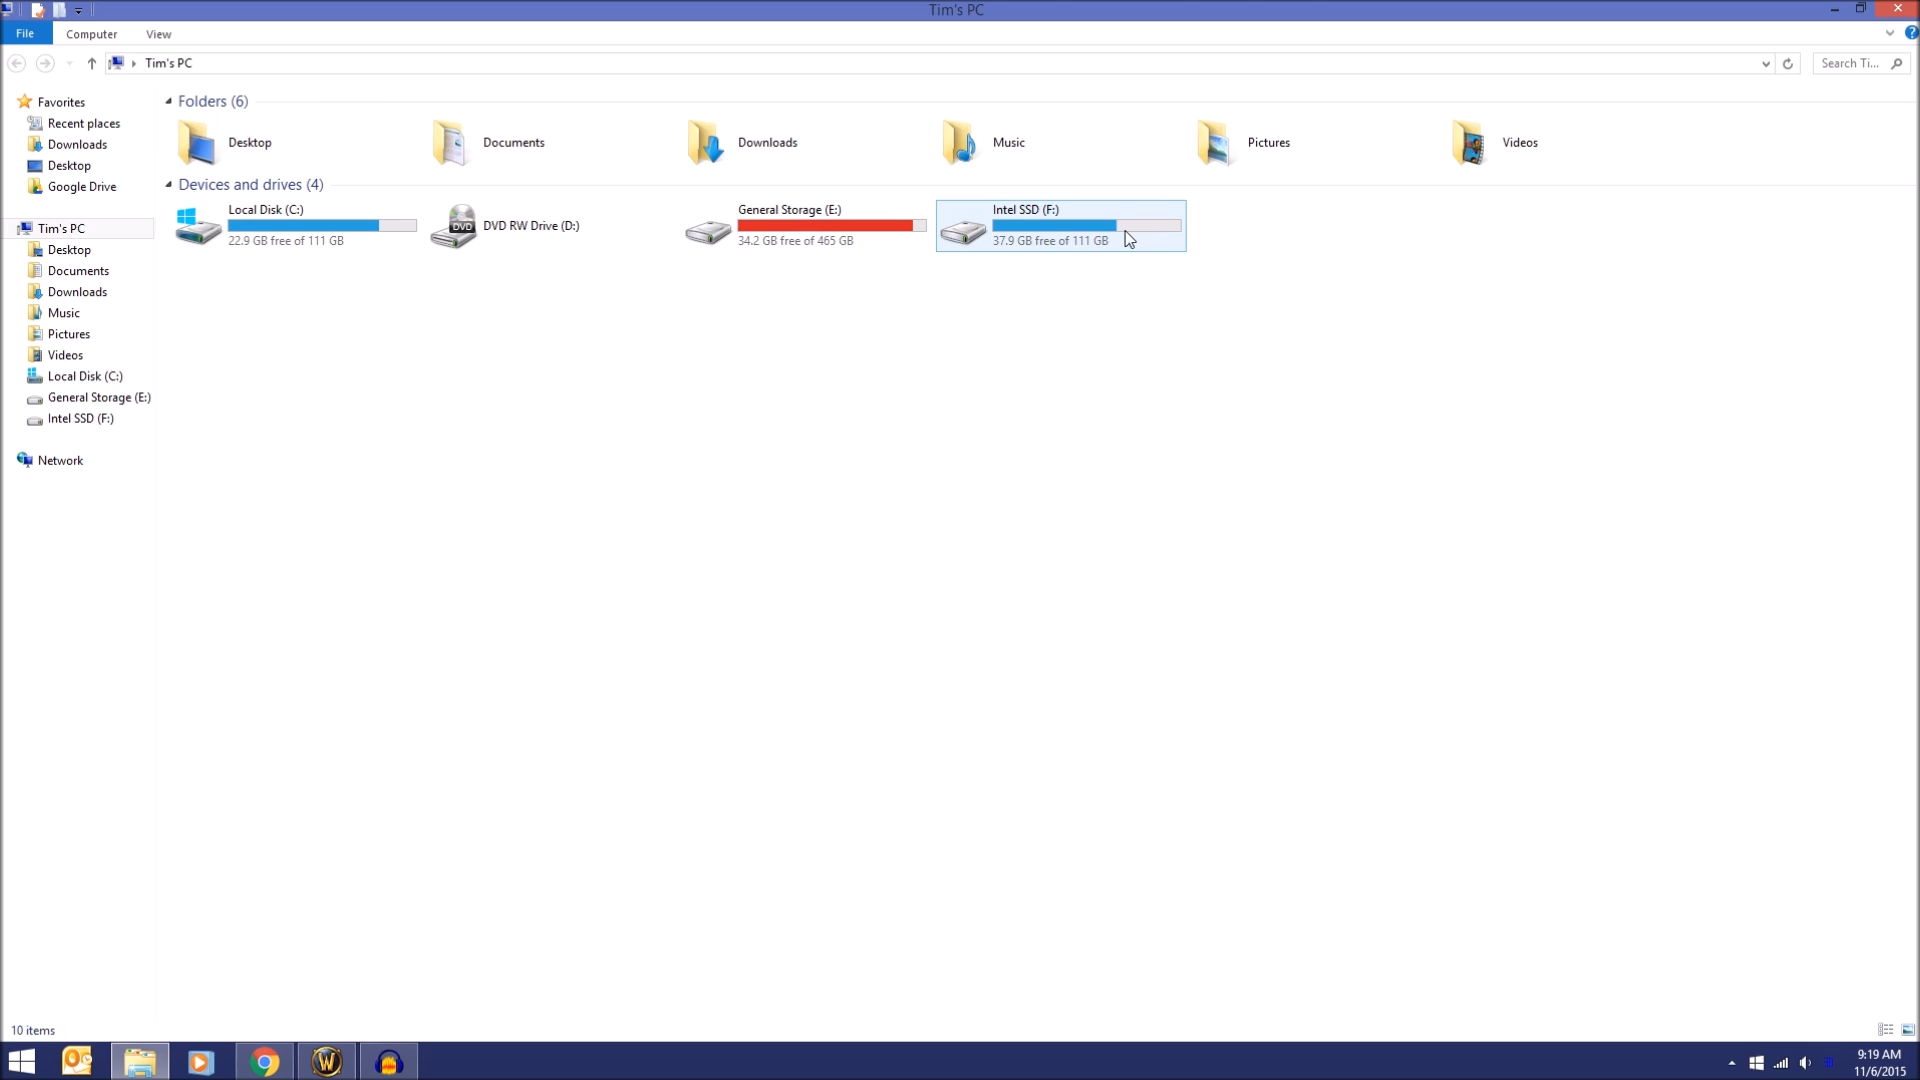 Tim's PC
File
Computer
View
Tim's PC
Search Ti...
Favorites
Recent places
Downloads
Desktop
Google Drive
Tim's PC
Desktop
Documents
Downloads
Music
Pictures
Videos
Local Disk (C:)
General Storage (E:)
Intel SSD (F:)
Network
Folders (6)
Desktop
Documents
Downloads
Music
Pictures
Videos
Devices and drives (4)
Local Disk (C:)
22.9 GB free of 111 GB
DVD
DVD RW Drive (D:)
General Storage (E:)
34.2 GB free of 465 GB
Intel SSD (F:)
37.9 GB free of 111 GB
10 items
9:19 AM
11/6/2015